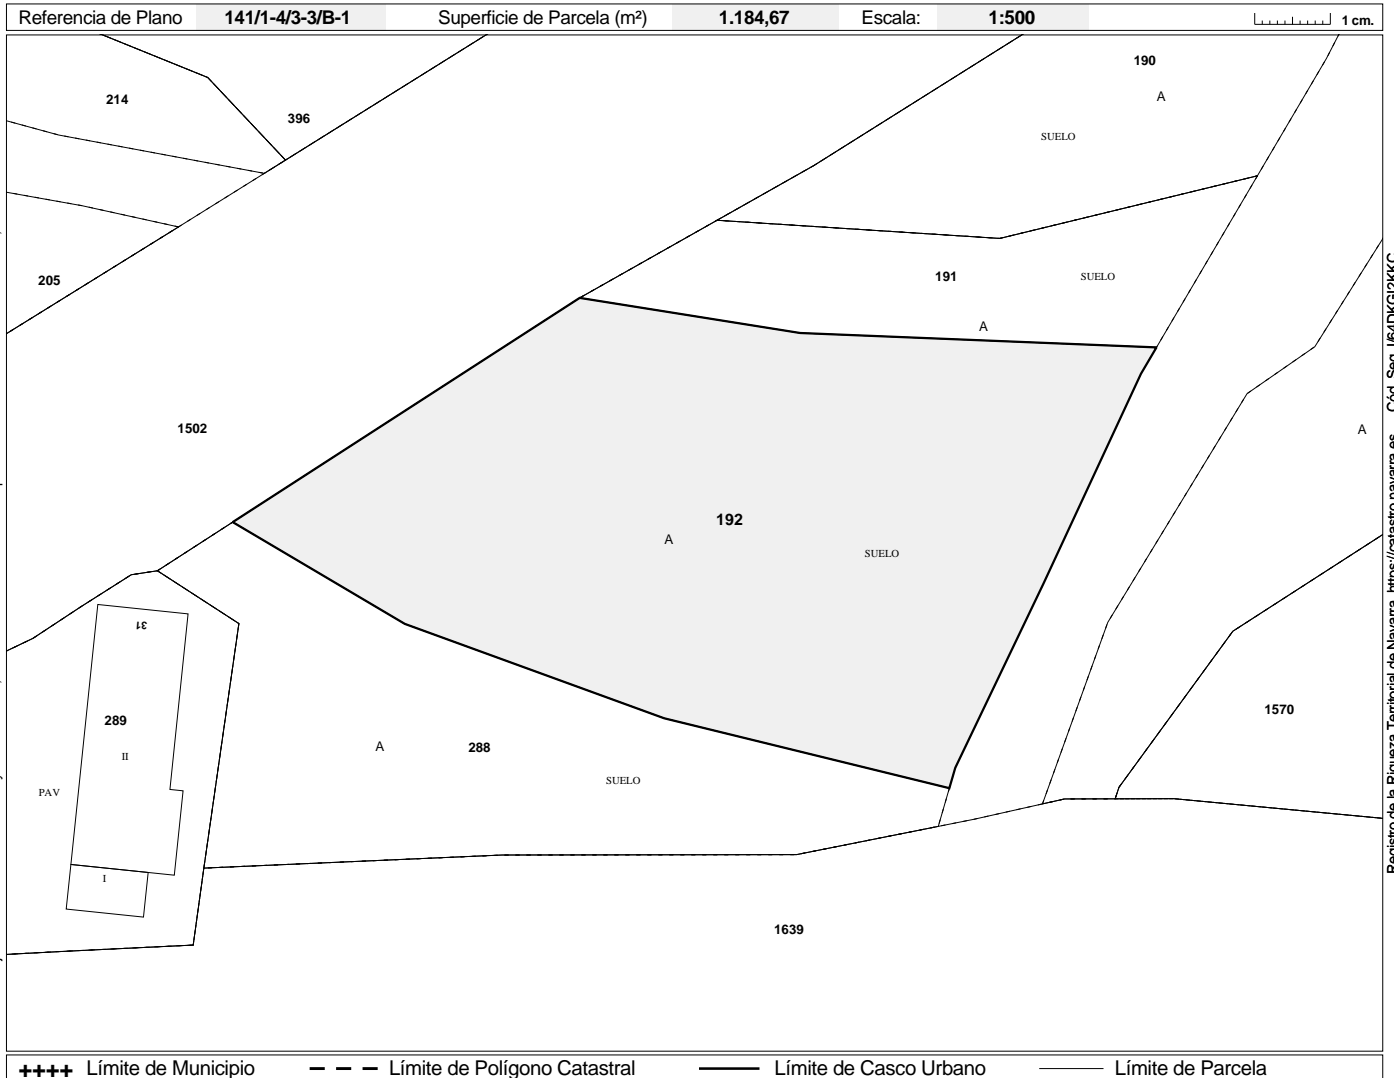 Referencia de Plano 141/1-4/3-3/B-1 Superficie de Parcela (m²) 1.184,67 Escala: 1:500 1 cm.
190
A
214
396
SUELO
205
191
SUELO
A
1502
A
192
A
SUELO
31
289
II
PAV
I
A
288
SUELO
1570
1639
Registro de la Riqueza Territorial de Navarra. https://catastro.navarra.es
Cód. Seg.
++++ Límite de Municipio - - - Límite de Polígono Catastral Límite de Casco Urbano Límite de Parcela